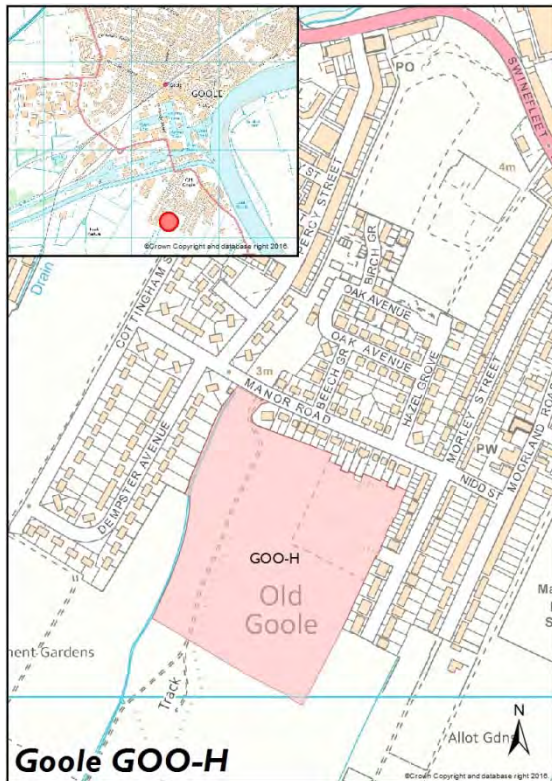 GOOLE
©Crown Copyright and database right 2016
PO
SWINEFLEET
4m
ST
PERCY STREET
BIRCH GR
OAK AVENUE
OAK AVENUE
BEECH GR
HAZEL GROVE
MORLEY STREET
MOORLAND
PW
NIDD ST
Drain
COTTINGHAM S
3m
MANOR ROAD
DEMPSTER AVENUE
GOO-H
Old
Goole
Ma
S
ment Gardens
Track
Allot Gdns
N
Goole GOO-H
©Crown Copyright and database right 2016